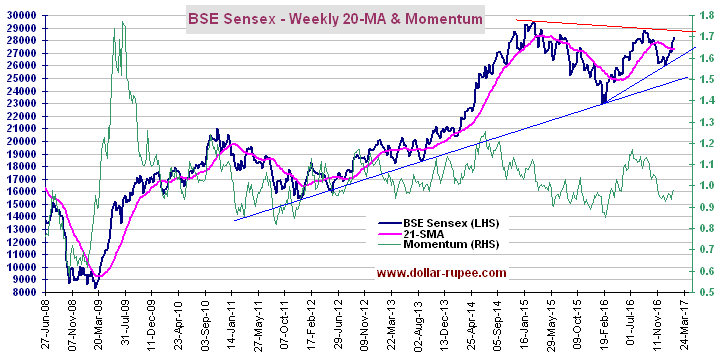 BSE Sensex - Weekly 20-MA & Momentum
30000
29000
28000
27000
26000
25000
24000
23000
22000
21000
20000
19000
18000
17000
16000
15000
14000
13000
12000
11000
10000
9000
8000
1.8
1.7
1.6
1.5
1.4
1.3
1.2
1.1
1.0
0.9
0.8
0.7
0.6
0.5
BSE Sensex (LHS)
21-SMA
Momentum (RHS)
www.dollar-rupee.com
27-Jun-08
07-Nov-08
20-Mar-09
31-Jul-09
11-Dec-09
23-Apr-10
03-Sep-10
14-Jan-11
27-May-11
07-Oct-11
17-Feb-12
29-Jun-12
09-Nov-12
22-Mar-13
02-Aug-13
13-Dec-13
25-Apr-14
05-Sep-14
16-Jan-15
29-May-15
09-Oct-15
19-Feb-16
01-Jul-16
11-Nov-16
24-Mar-17